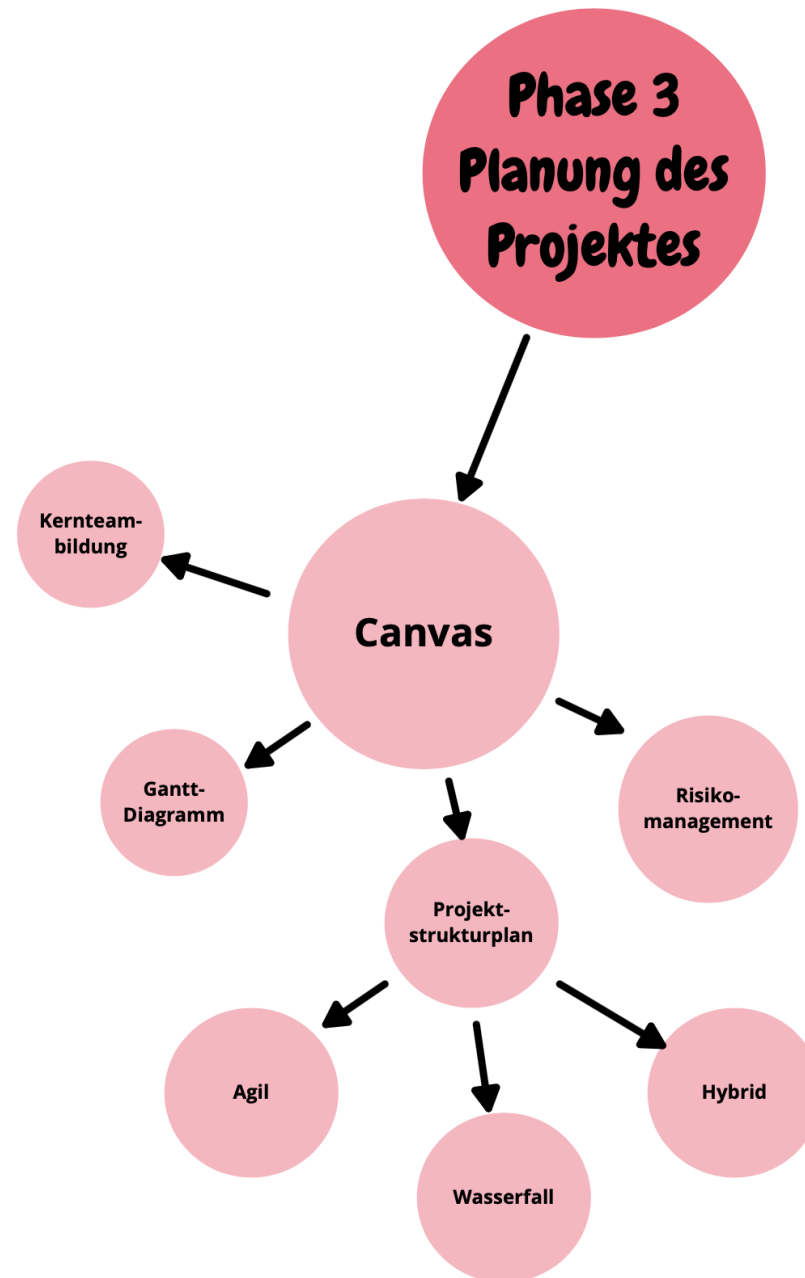 Phase 3
Planung des
Projektes
Kernteam-
bildung
Canvas
Gantt-
Diagramm
Risiko-
management
Projekt-
strukturplan
Agil
Hybrid
Wasserfall